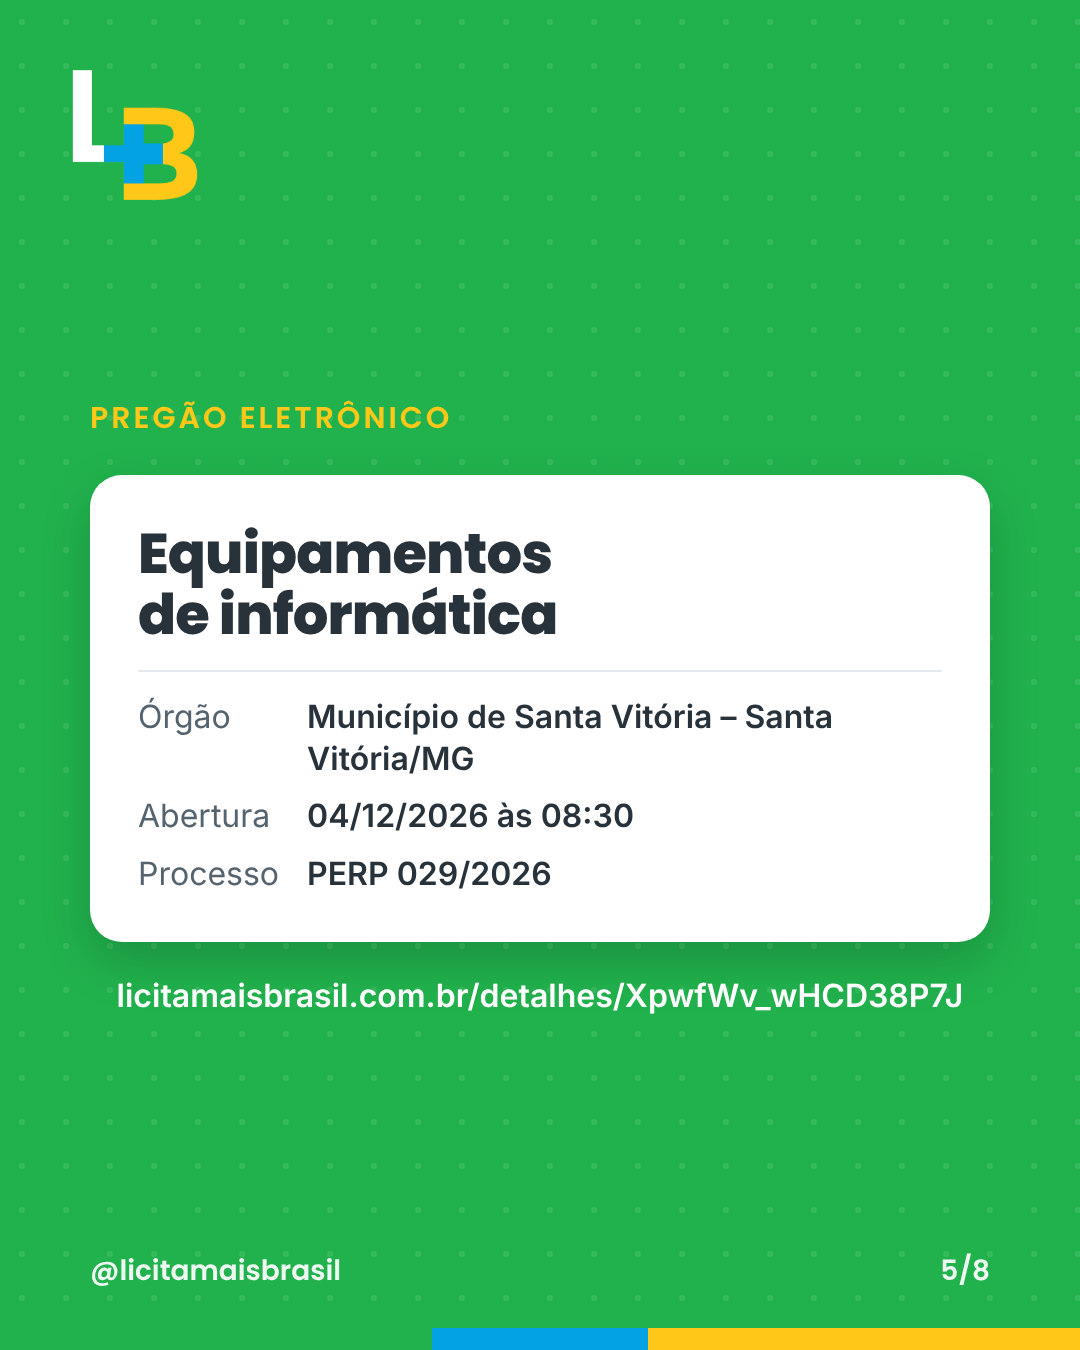 L+B
PREGÃO ELETRÔNICO
Equipamentos
de informática
Órgão Município de Santa Vitória – Santa
Vitória/MG
Abertura 04/12/2026 às 08:30
Processo PERP 029/2026
licitamaisbrasil.com.br/detalhes/XpwfWv_wHCD38P7J
@licitamaisbrasil 5/8